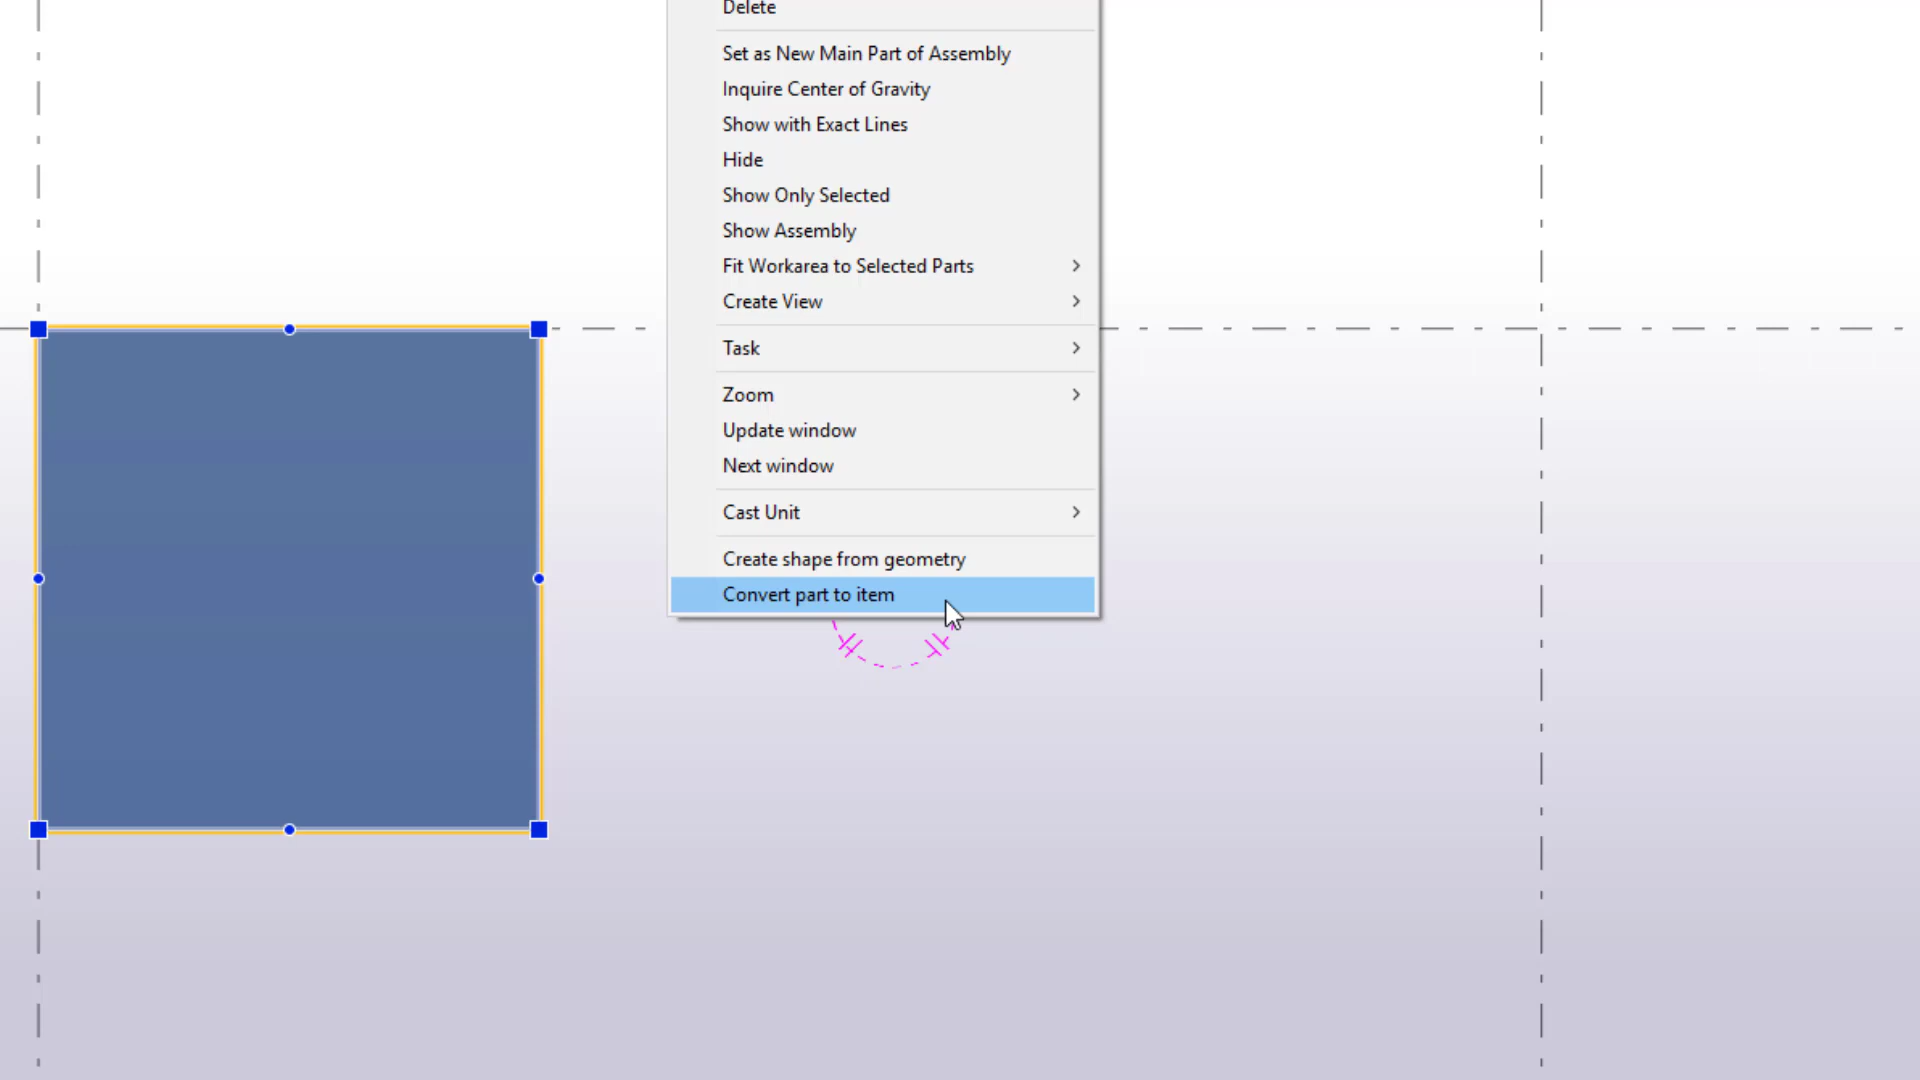 Delete
Set as New Main Part of Assembly
Inquire Center of Gravity
Show with Exact Lines
Hide
Show Only Selected
Show Assembly
Fit Workarea to Selected Parts
Create View
Task
Zoom
Update window
Next window
Cast Unit
Create shape from geometry
Convert part to item